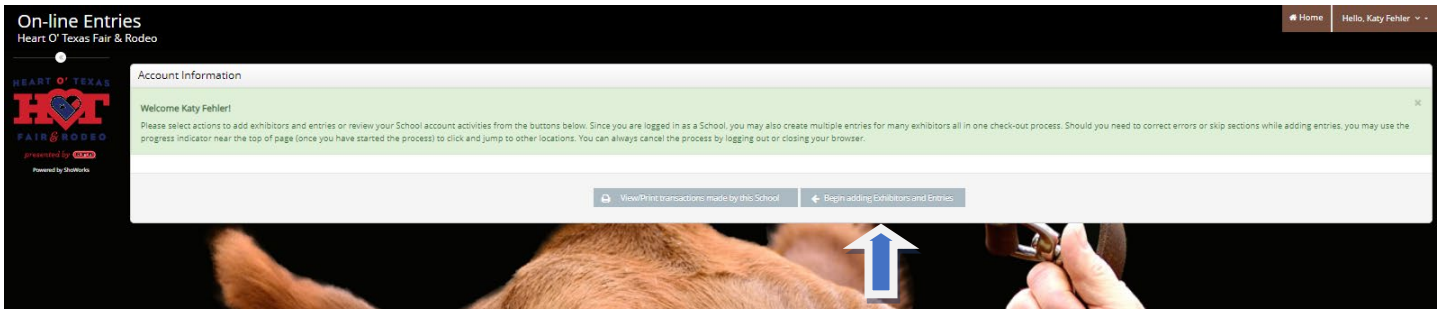 On-line Entries
Heart O' Texas Fair & Rodeo
Home
Hello, Katy Fehler
HEART O' TEXAS
HOT
FAIR & RODEO
presented by
Powered by ShoWorks
Account Information
Welcome Katy Fehler!
Please select actions to add exhibitors and entries or review your School account activities from the buttons below. Since you are logged in as a School, you may also create multiple entries for many exhibitors all in one check-out process. Should you need to correct errors or skip sections while adding entries, you may use the
progress indicator near the top of page (once you have started the process) to click and jump to other locations. You can always cancel the process by logging out or closing your browser.
View/Print transactions made by this School
Begin adding Exhibitors and Entries